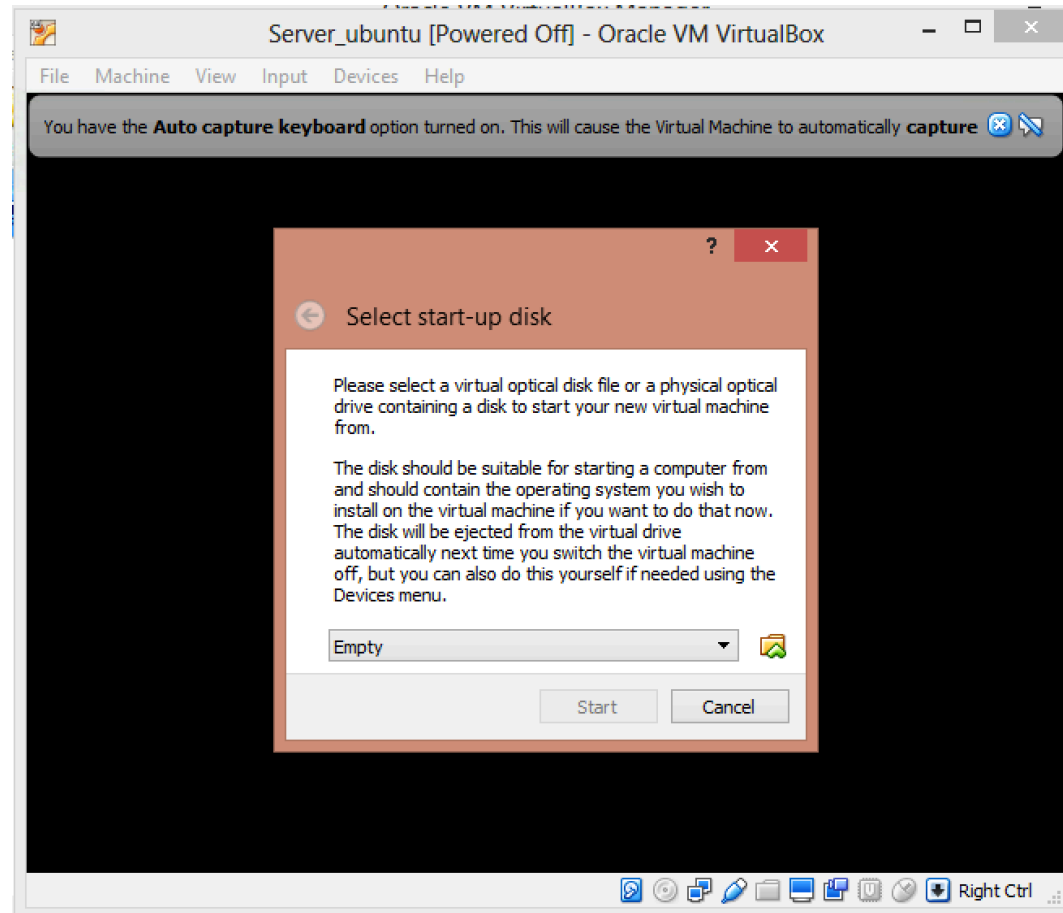 Server_ubuntu [Powered Off] - Oracle VM VirtualBox
File Machine View Input Devices Help
You have the Auto capture keyboard option turned on. This will cause the Virtual Machine to automatically capture
?
Select start-up disk
Please select a virtual optical disk file or a physical optical
drive containing a disk to start your new virtual machine
from.
The disk should be suitable for starting a computer from
and should contain the operating system you wish to
install on the virtual machine if you want to do that now.
The disk will be ejected from the virtual drive
automatically next time you switch the virtual machine
off, but you can also do this yourself if needed using the
Devices menu.
Empty
Start Cancel
Right Ctrl